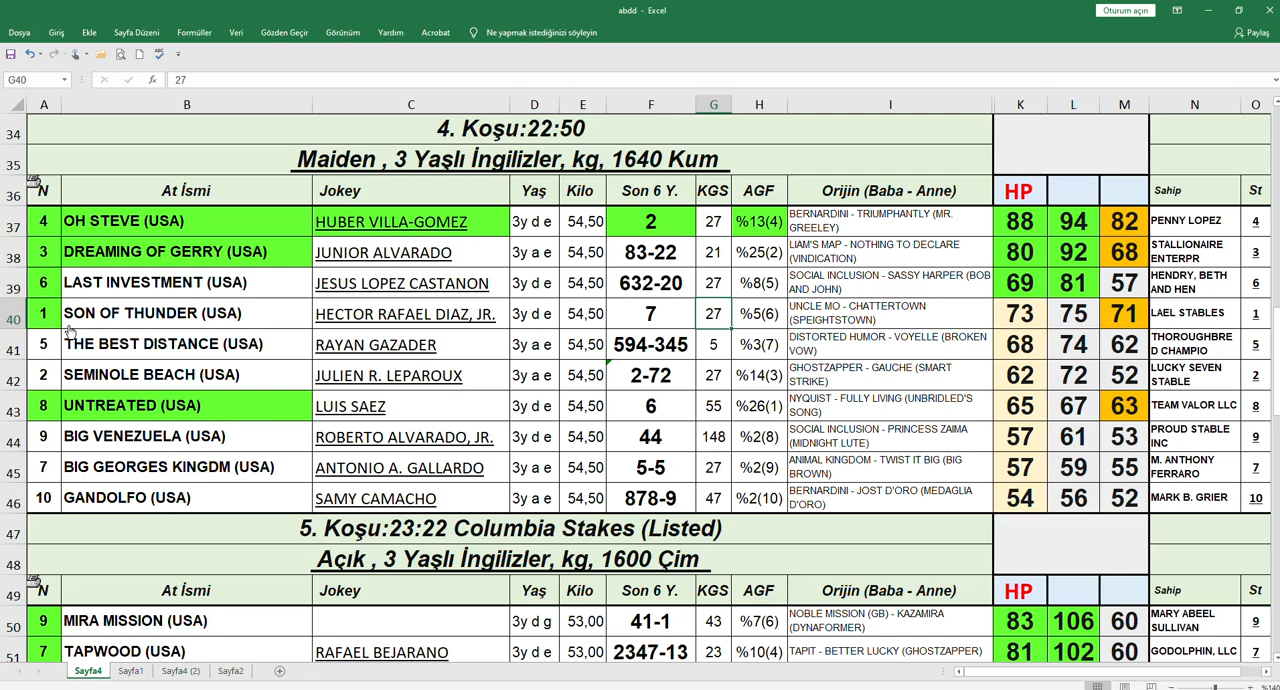 abdd - Excel
Oturum açın
Dosya Giriş Ekle Sayfa Düzeni Formüller Veri Gözden Geçir Görünüm Yardım Acrobat Ne yapmak istediğinizi söyleyin Paylaş
G40 fx 27
A B C D E F G H I K L M N O
34 4. Koşu:22:50
35 Maiden , 3 Yaşlı İngilizler, kg, 1640 Kum
36 N At İsmi Jokey Yaş Kilo Son 6 Y. KGS AGF Orijin (Baba - Anne) HP Sahip St
37 4 OH STEVE (USA) HUBER VILLA-GOMEZ 3y d e 54,50 2 27 %13(4) BERNARDINI - TRIUMPHANTLY (MR. GREELEY) 88 94 82 PENNY LOPEZ 4
38 3 DREAMING OF GERRY (USA) JUNIOR ALVARADO 3y d e 54,50 83-22 21 %25(2) LIAM'S MAP - NOTHING TO DECLARE (VINDICATION) 80 92 68 STALLIONAIRE ENTERPR 3
39 6 LAST INVESTMENT (USA) JESUS LOPEZ CASTANON 3y d e 54,50 632-20 27 %8(5) SOCIAL INCLUSION - SASSY HARPER (BOB AND JOHN) 69 81 57 HENDRY, BETH AND HEN 6
40 1 SON OF THUNDER (USA) HECTOR RAFAEL DIAZ, JR. 3y d e 54,50 7 27 %5(6) UNCLE MO - CHATTERTOWN (SPEIGHTSTOWN) 73 75 71 LAEL STABLES 1
41 5 THE BEST DISTANCE (USA) RAYAN GAZADER 3y a e 54,50 594-345 5 %3(7) DISTORTED HUMOR - VOYELLE (BROKEN VOW) 68 74 62 THOROUGHBRE D CHAMPIO 5
42 2 SEMINOLE BEACH (USA) JULIEN R. LEPAROUX 3y a e 54,50 2-72 27 %14(3) GHOSTZAPPER - GAUCHE (SMART STRIKE) 62 72 52 LUCKY SEVEN STABLE 2
43 8 UNTREATED (USA) LUIS SAEZ 3y d e 54,50 6 55 %26(1) NYQUIST - FULLY LIVING (UNBRIDLED'S SONG) 65 67 63 TEAM VALOR LLC 8
44 9 BIG VENEZUELA (USA) ROBERTO ALVARADO, JR. 3y d e 54,50 44 148 %2(8) SOCIAL INCLUSION - PRINCESS ZAIMA (MIDNIGHT LUTE) 57 61 53 PROUD STABLE INC 9
45 7 BIG GEORGES KINGDM (USA) ANTONIO A. GALLARDO 3y a e 54,50 5-5 27 %2(9) ANIMAL KINGDOM - TWIST IT BIG (BIG BROWN) 57 59 55 M. ANTHONY FERRARO 7
46 10 GANDOLFO (USA) SAMY CAMACHO 3y a e 54,50 878-9 47 %2(10) BERNARDINI - JOST D'ORO (MEDAGLIA D'ORO) 54 56 52 MARK B. GRIER 10
47 5. Koşu:23:22 Columbia Stakes (Listed)
48 Açık , 3 Yaşlı İngilizler, kg, 1600 Çim
49 N At İsmi Jokey Yaş Kilo Son 6 Y. KGS AGF Orijin (Baba - Anne) HP Sahip St
50 9 MIRA MISSION (USA) 3y d g 53,00 41-1 43 %7(6) NOBLE MISSION (GB) - KAZAMIRA (DYNAFORMER) 83 106 60 MARY ABEEL SULLIVAN 9
51 7 TAPWOOD (USA) RAFAEL BEJARANO 3y d e 53,00 2347-13 23 %10(4) TAPIT - BETTER LUCKY (GHOSTZAPPER) 81 102 60 GODOLPHIN, LLC 7
Sayfa4 Sayfa1 Sayfa4 (2) Sayfa2
%140